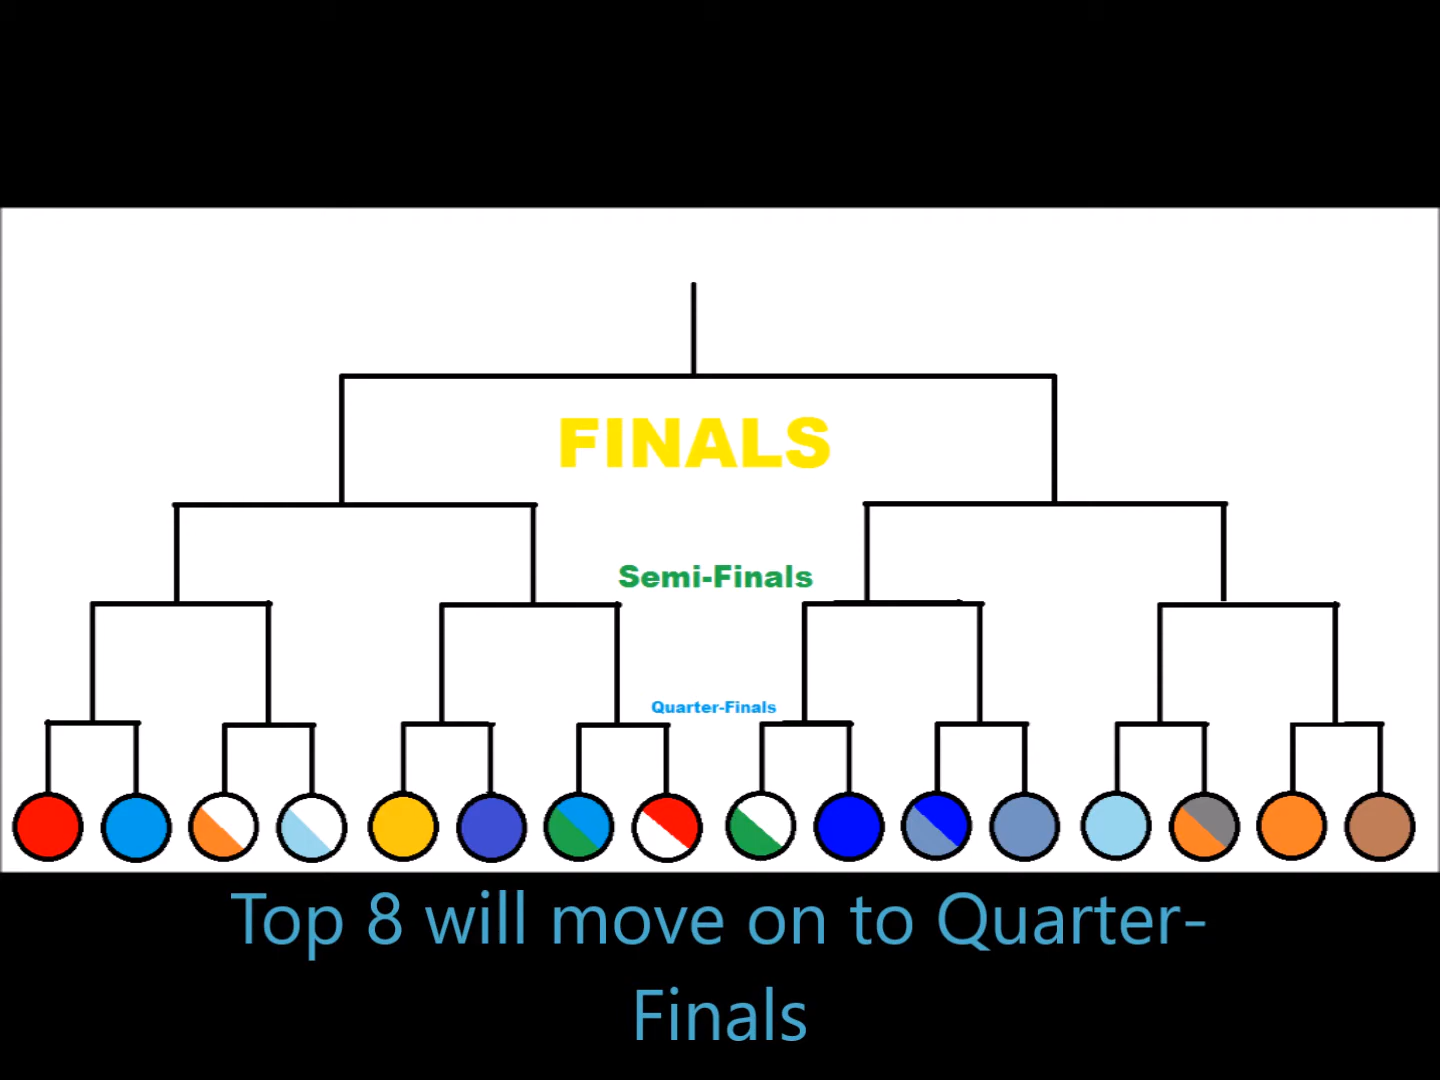 FINALS
Semi-Finals
Quarter-Finals
Top 8 will move on to Quarter-
Finals